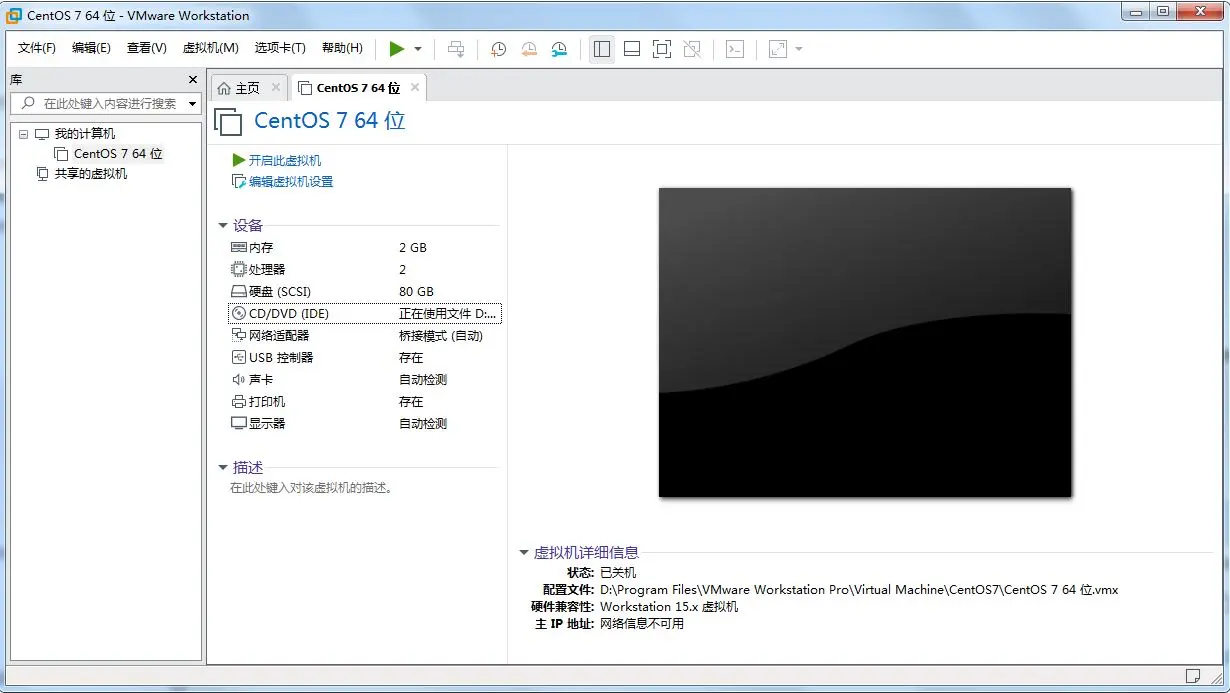 CentOS 7 64 位 - VMware Workstation
文件(F) 编辑(E) 查看(V) 虚拟机(M) 选项卡(T) 帮助(H)
库
在此处键入内容进行搜索
我的计算机
CentOS 7 64 位
共享的虚拟机
主页 CentOS 7 64 位
CentOS 7 64 位
开启此虚拟机
编辑虚拟机设置
设备
内存 2 GB
处理器 2
硬盘 (SCSI) 80 GB
CD/DVD (IDE) 正在使用文件 D:...
网络适配器 桥接模式 (自动)
USB 控制器 存在
声卡 自动检测
打印机 存在
显示器 自动检测
描述
在此处键入对该虚拟机的描述。
虚拟机详细信息
状态: 已关机
配置文件: D:\Program Files\VMware Workstation Pro\Virtual Machine\CentOS7\CentOS 7 64 位.vmx
硬件兼容性: Workstation 15.x 虚拟机
主 IP 地址: 网络信息不可用